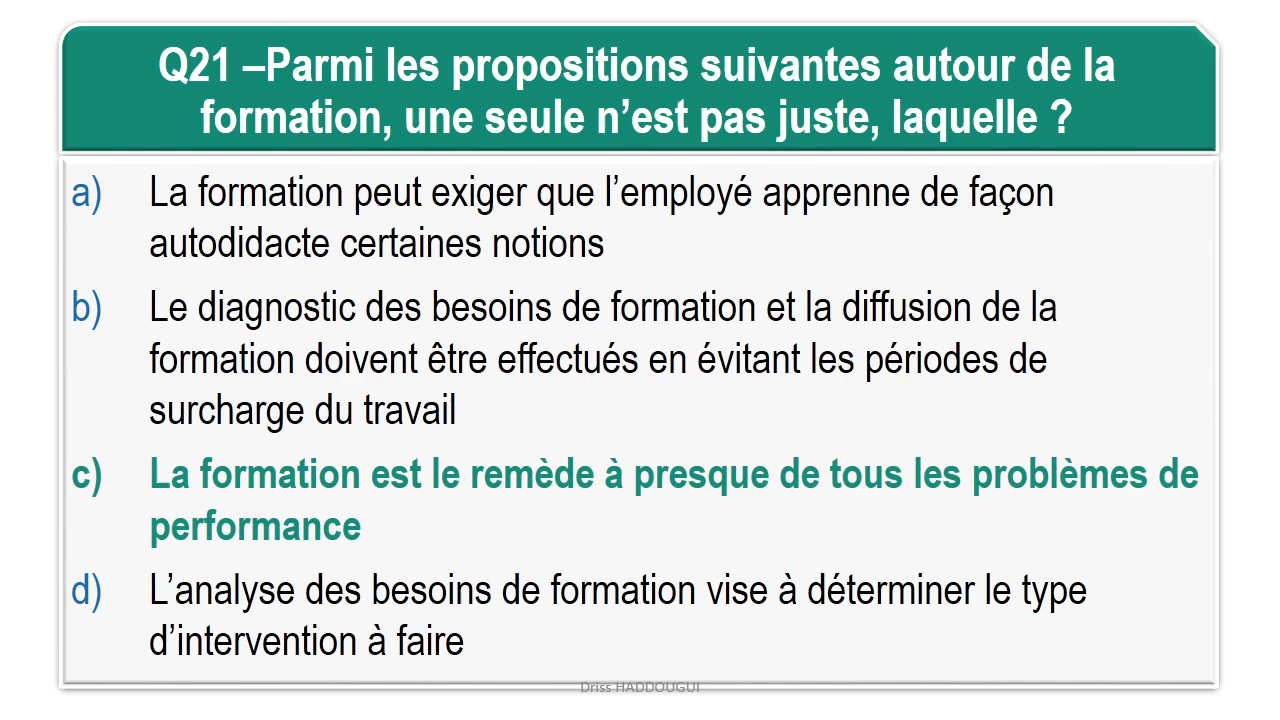 Q21 –Parmi les propositions suivantes autour de la
formation, une seule n’est pas juste, laquelle ?
a) La formation peut exiger que l’employé apprenne de façon
autodidacte certaines notions
b) Le diagnostic des besoins de formation et la diffusion de la
formation doivent être effectués en évitant les périodes de
surcharge du travail
c) La formation est le remède à presque de tous les problèmes de
performance
d) L’analyse des besoins de formation vise à déterminer le type
d’intervention à faire
Driss HADDOUGUI